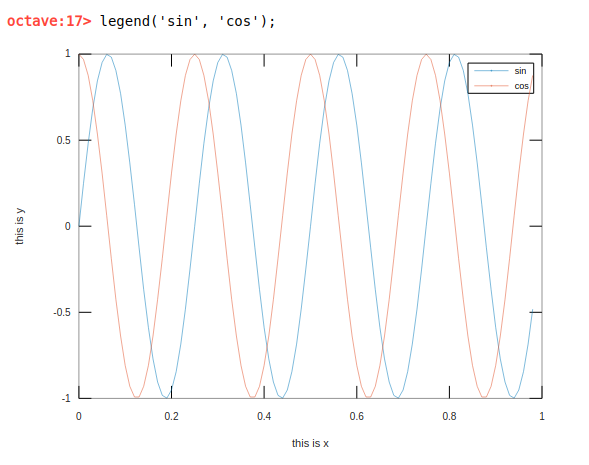 octave:17> legend('sin', 'cos');
1
sin
cos
0.5
this is y
0
-0.5
-1
0 0.2 0.4 0.6 0.8 1
this is x